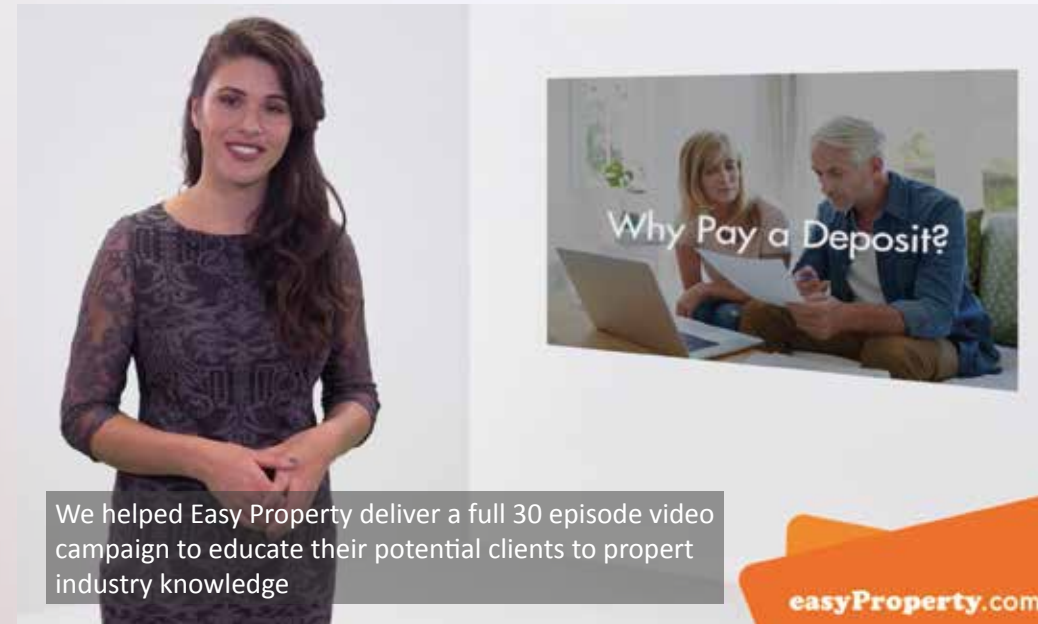 Why Pay a Deposit?
We helped Easy Property deliver a full 30 episode video
campaign to educate their potential clients to propert
industry knowledge
easyProperty.com